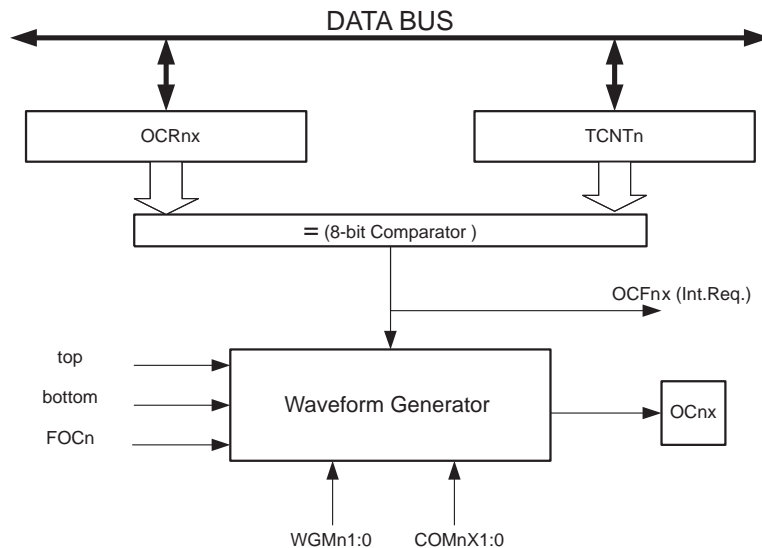 DATA BUS
OCRnx
TCNTn
= (8-bit Comparator )
OCFnx (Int.Req.)
top
bottom
FOCn
Waveform Generator
OCnx
WGMn1:0
COMnX1:0